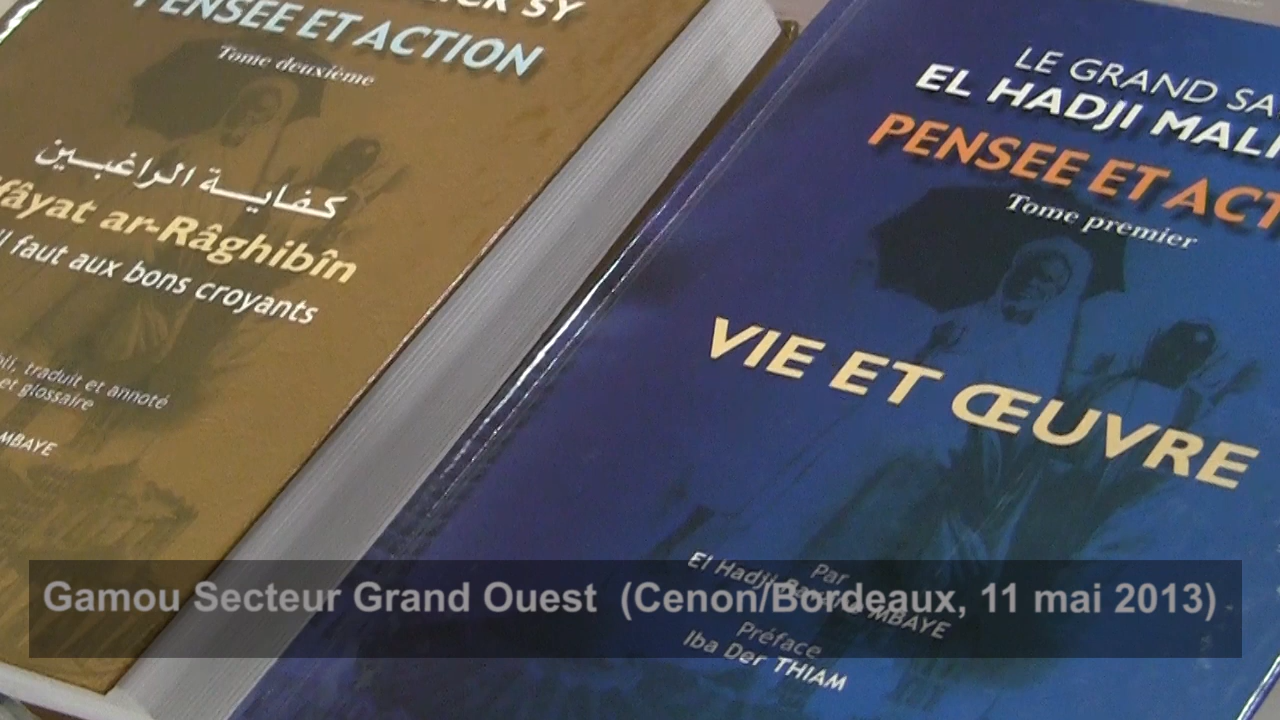 SY
PENSEE ET ACTION
Tome deuxième
كفاية الراغبين
fâyat ar-Râghibîn
il faut aux bons croyants
traduit et annoté
et glossaire
MBAYE
LE GRAND SA
EL HADJI MALI
PENSEE ET ACT
Tome premier
VIE ET ŒUVRE
Par
El Hadji MBAYE
Préface
Iba Der THIAM
Gamou Secteur Grand Ouest (Cenon/Bordeaux, 11 mai 2013)